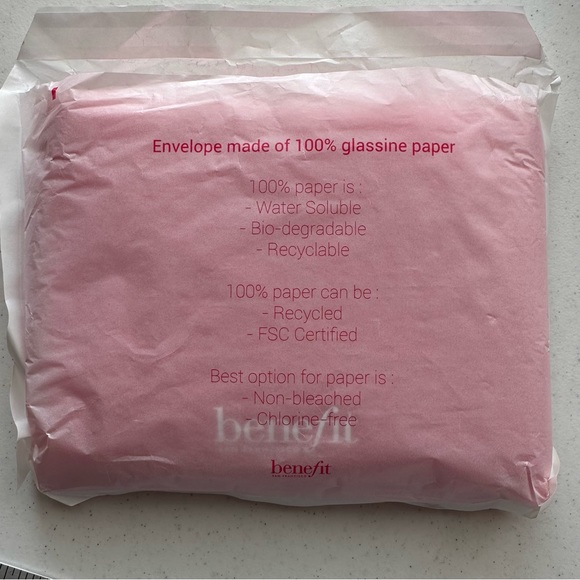 Envelope made of 100% glassine paper
100% paper is :
- Water Soluble
- Bio-degradable
- Recyclable
100% paper can be :
- Recycled
- FSC Certified
Best option for paper is :
- Non-bleached
- Chlorine-free
benefit
benefit